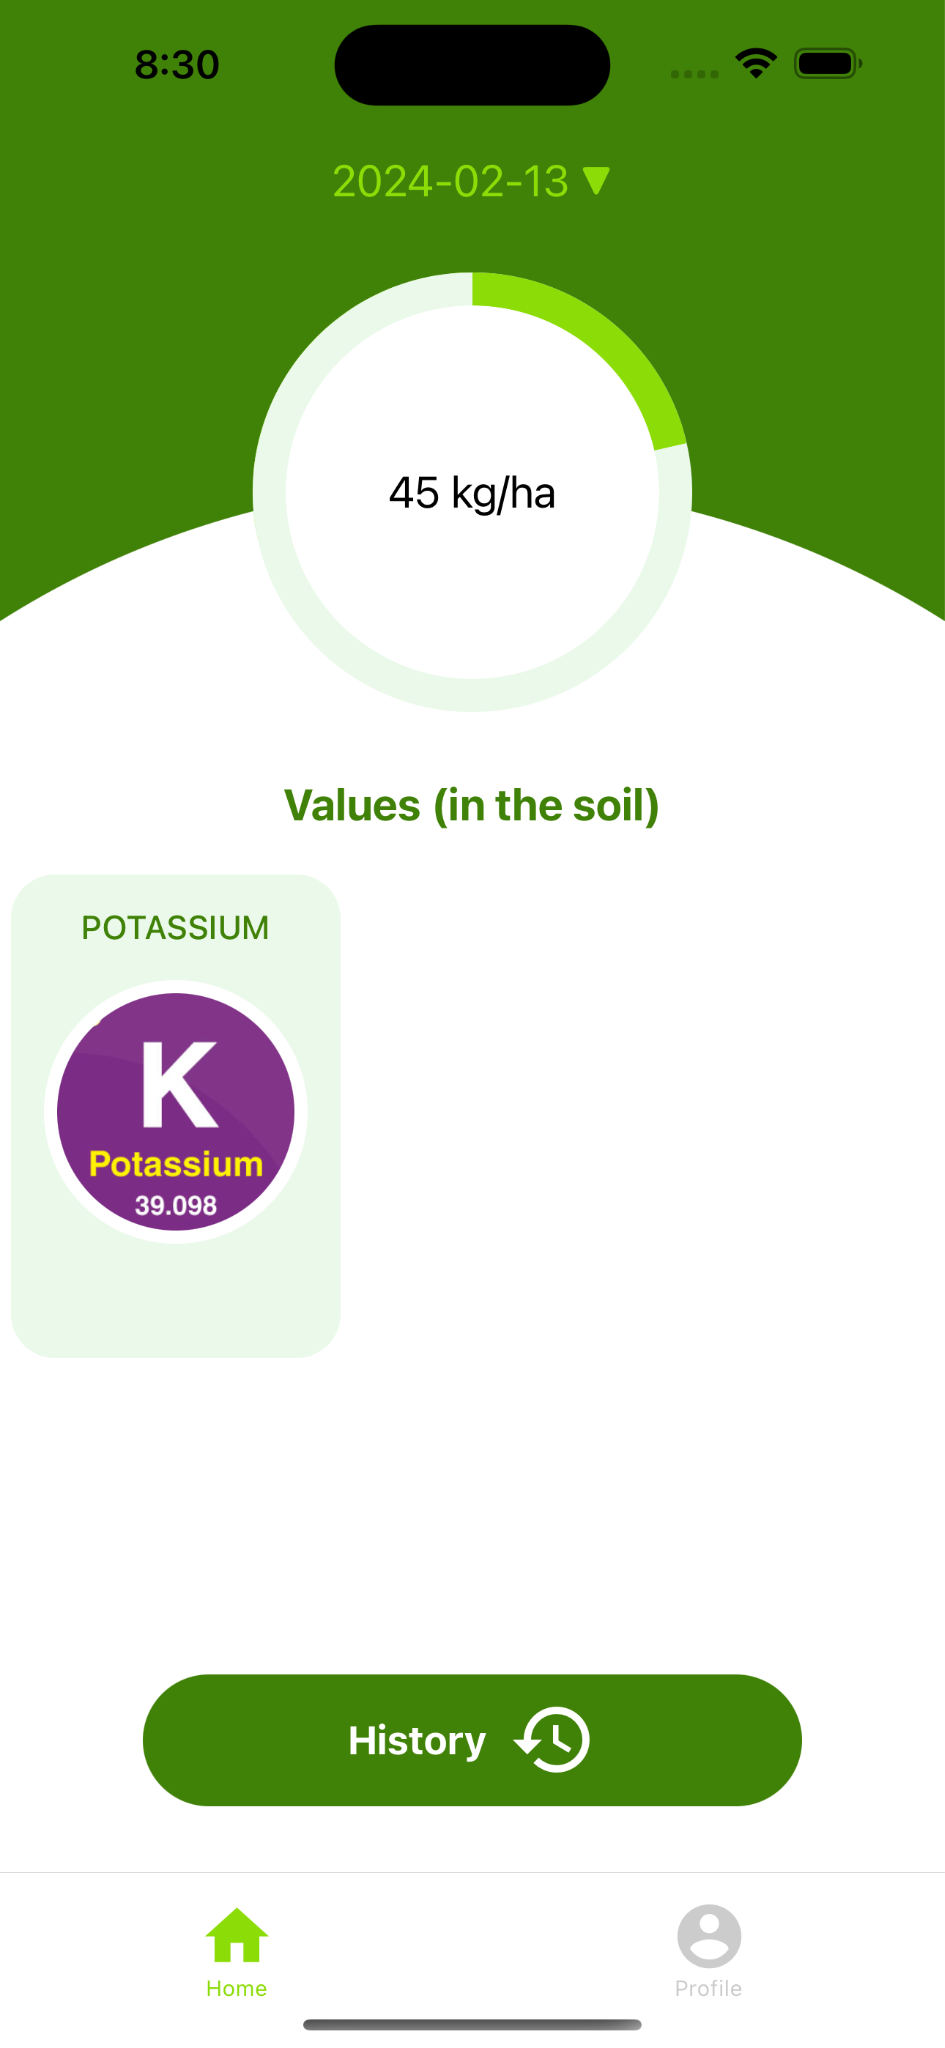 8:30
2024-02-13
45 kg/ha
Values (in the soil)
POTASSIUM
K
Potassium
39.098
History
Home
Profile